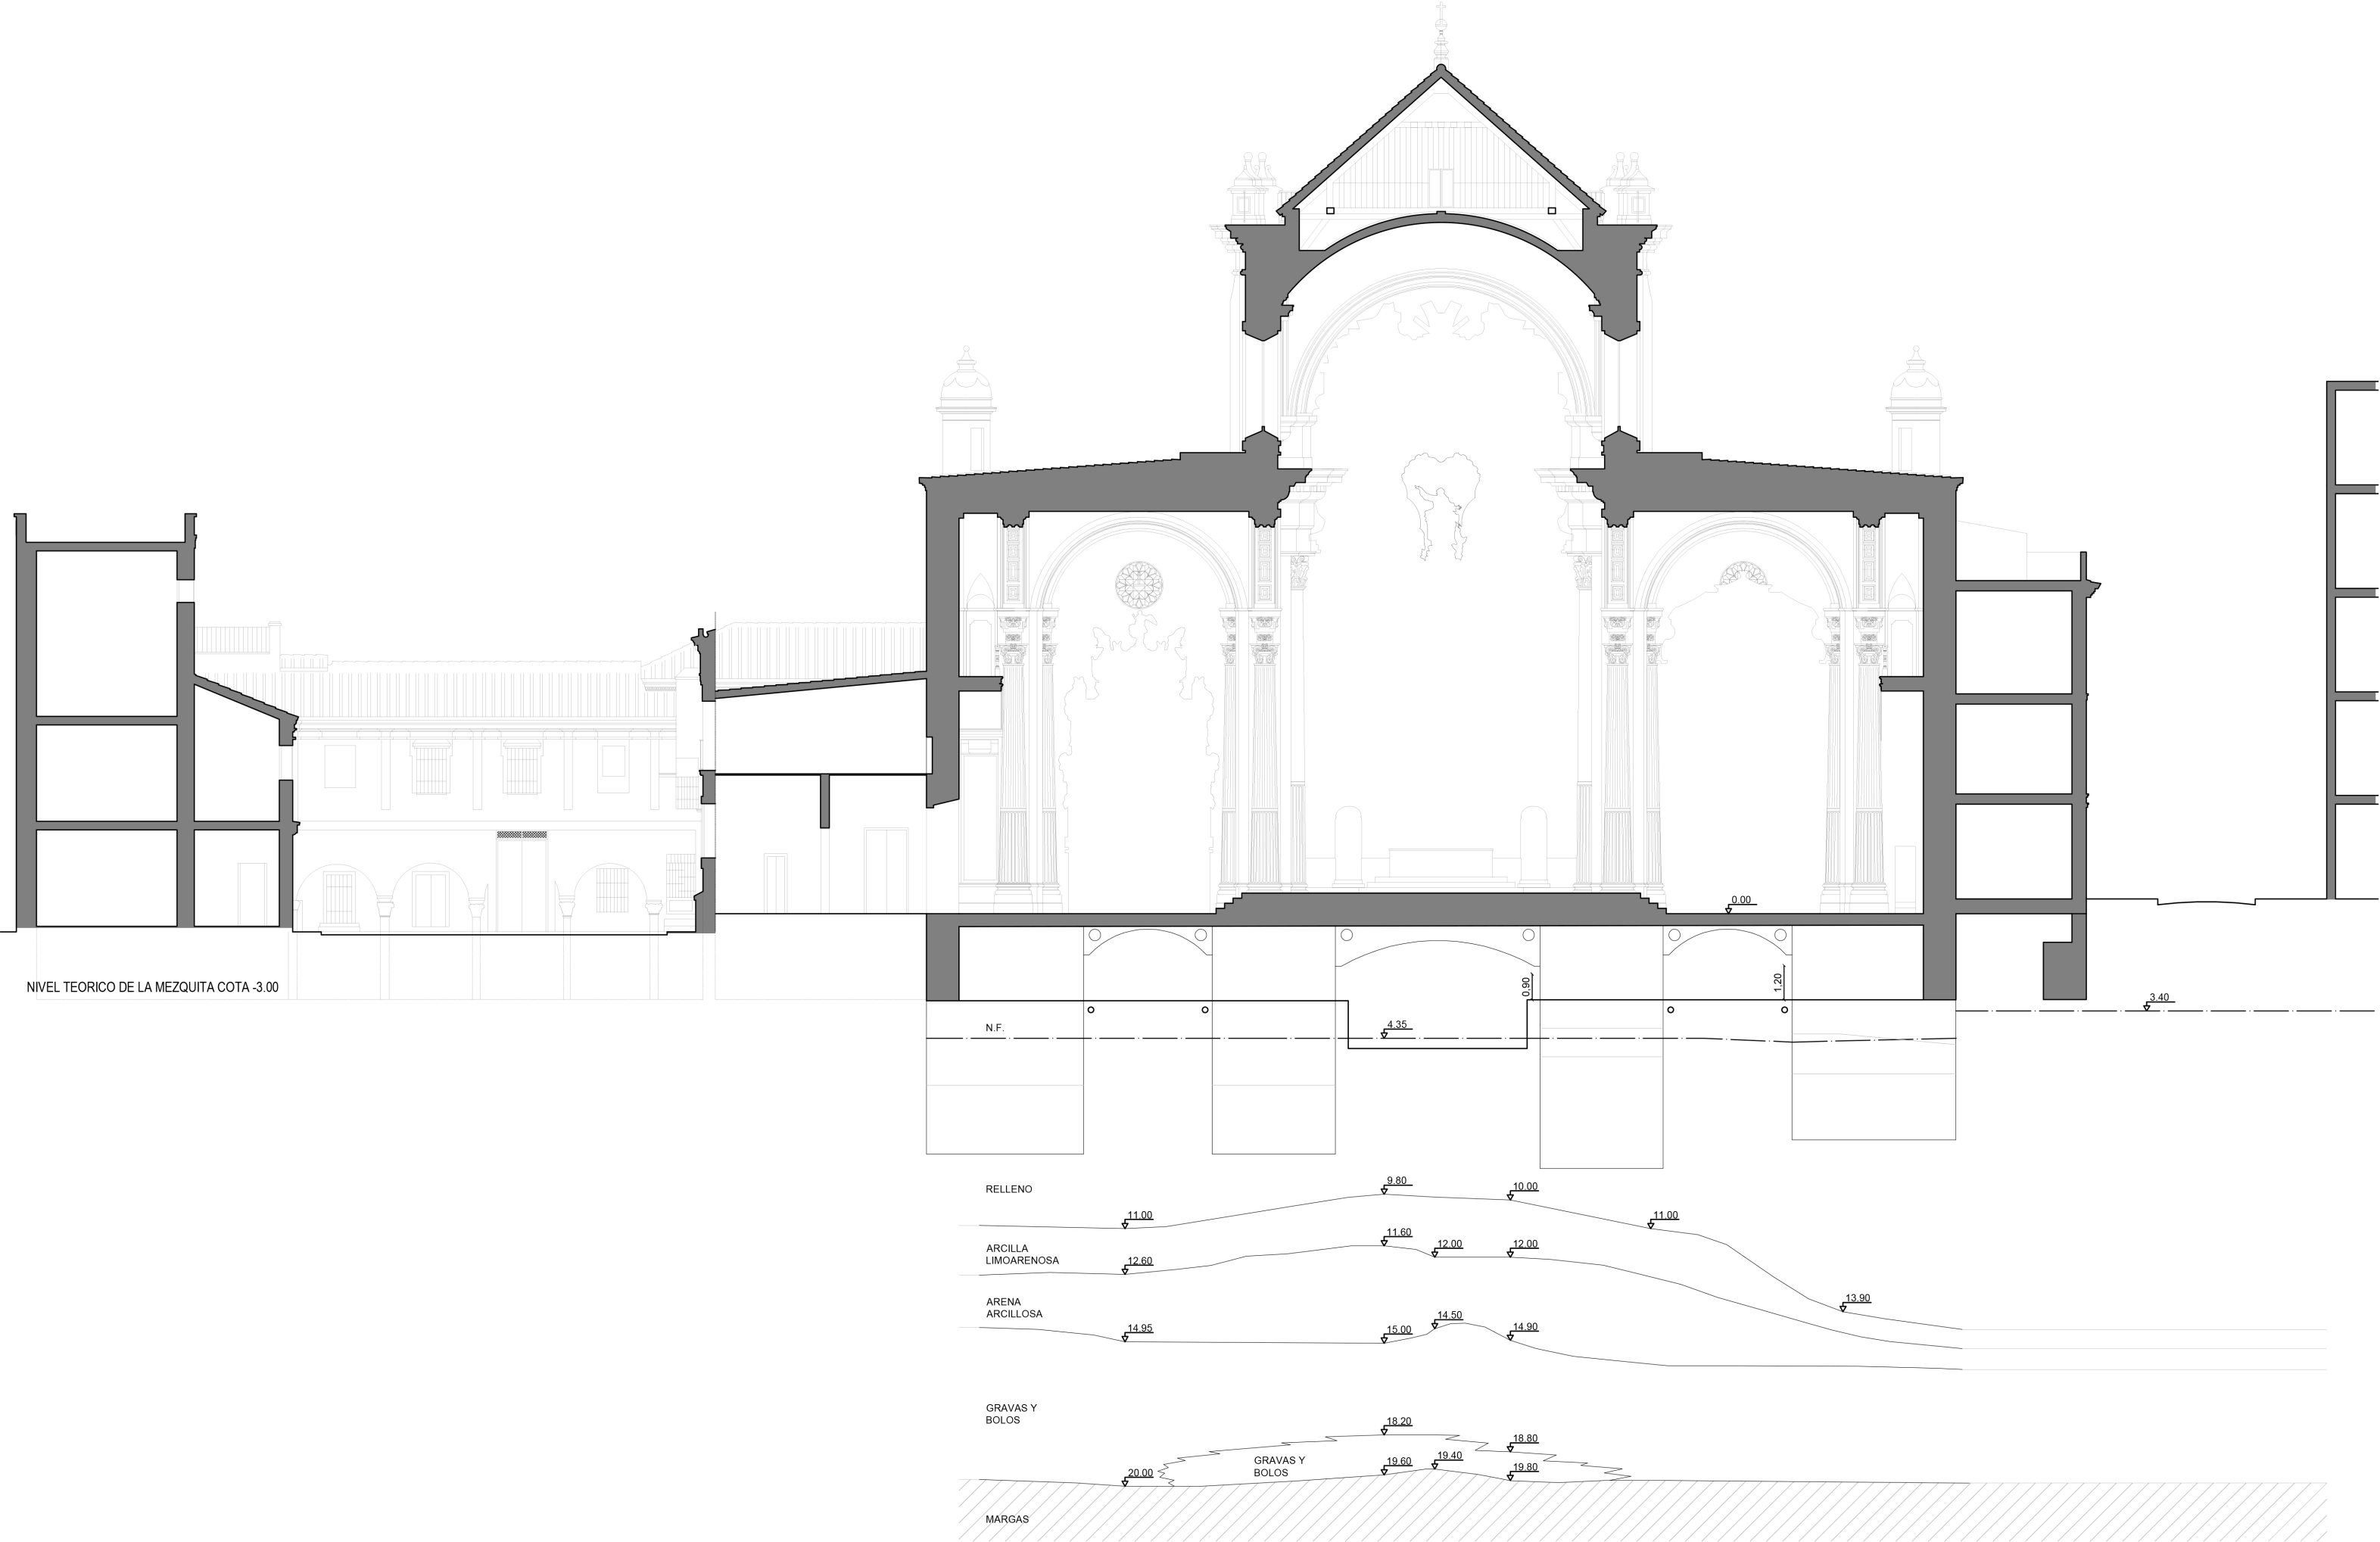 0.00
NIVEL TEORICO DE LA MEZQUITA COTA -3.00
0,90
1,20
3.40
N.F.
4.35
RELLENO
9.80
10.00
11.00
11.00
ARCILLA
LIMOARENOSA
11.60
12.00
12.00
12.60
ARENA
ARCILLOSA
13.90
14.95
15.00
14.50
14.90
GRAVAS Y
BOLOS
18.20
18.80
GRAVAS Y
BOLOS
20.00
19.60
19.40
19.80
MARGAS